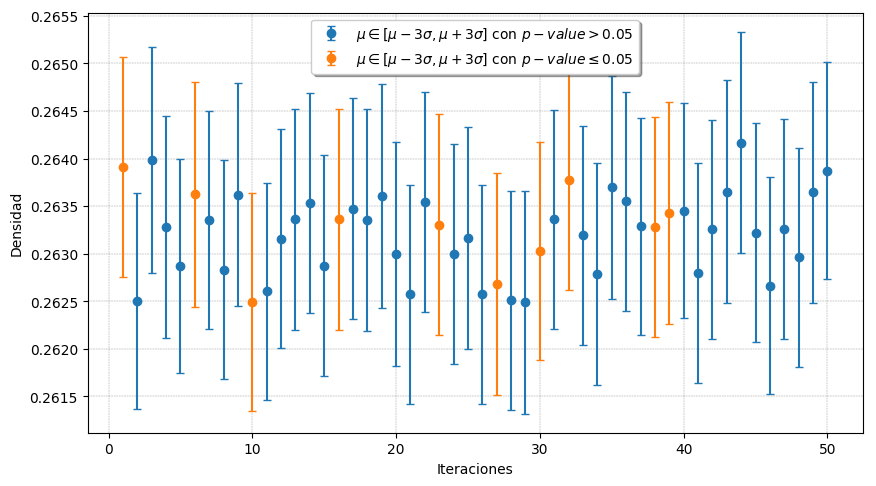 0.2655
0.2650
0.2645
0.2640
0.2635
0.2630
0.2625
0.2620
0.2615
Densidad
μ ∈ [μ − 3σ, μ + 3σ] con p − value > 0.05
μ ∈ [μ − 3σ, μ + 3σ] con p − value ≤ 0.05
0 10 20 30 40 50
Iteraciones